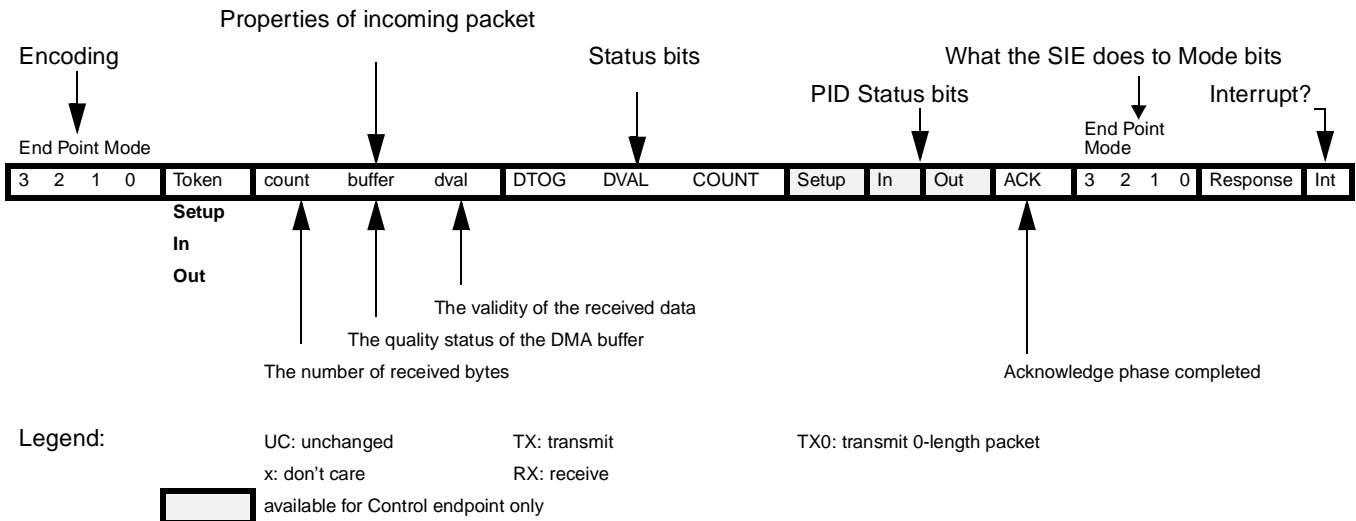 Properties of incoming packet
Encoding Status bits What the SIE does to Mode bits
PID Status bits Interrupt?
End Point Mode End Point
Mode
3 2 1 0 Token count buffer dval DTOG DVAL COUNT Setup In Out ACK 3 2 1 0 Response Int
Setup
In
Out
The validity of the received data
The quality status of the DMA buffer
The number of received bytes Acknowledge phase completed
Legend: UC: unchanged TX: transmit TX0: transmit 0-length packet
x: don't care RX: receive
available for Control endpoint only